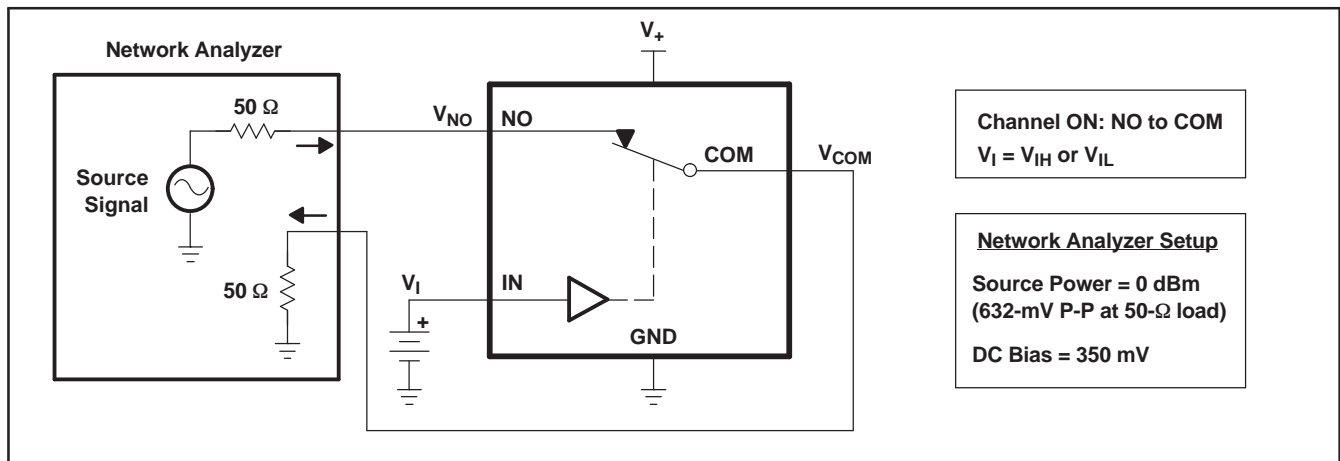 Network Analyzer
50 Ω
Source
Signal
50 Ω
V+
VNO
NO
COM
VCOM
VI
IN
+
GND
Channel ON: NO to COM
VI = VIH or VIL
Network Analyzer Setup
Source Power = 0 dBm
(632-mV P-P at 50-Ω load)
DC Bias = 350 mV